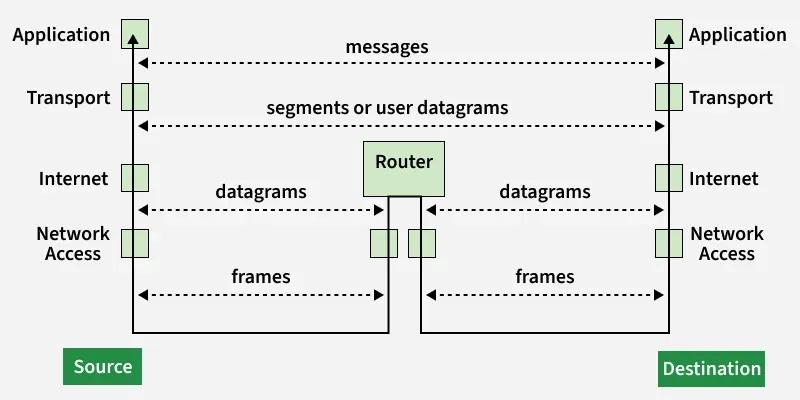 Application
messages
Application
Transport
segments or user datagrams
Transport
Router
Internet
datagrams
datagrams
Internet
Network
Access
Network
Access
frames
frames
Source
Destination